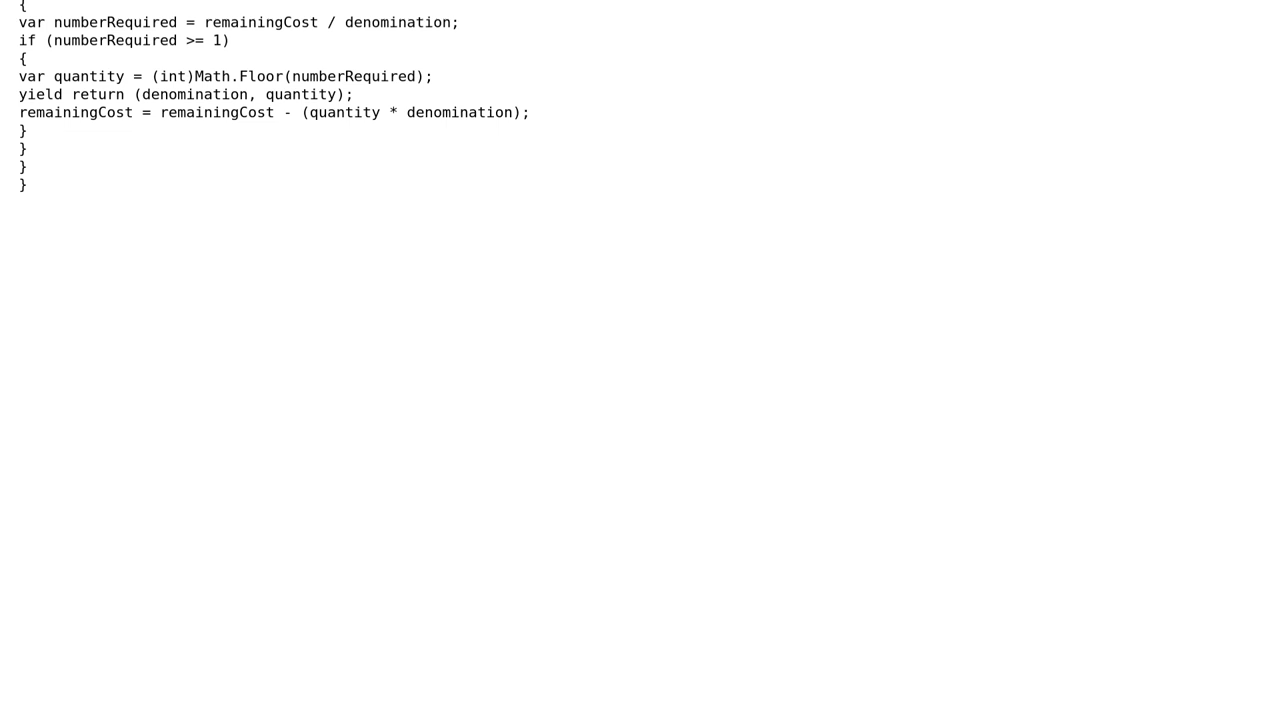 {
var numberRequired = remainingCost / denomination;
if (numberRequired >= 1)
{
var quantity = (int)Math.Floor(numberRequired);
yield return (denomination, quantity);
remainingCost = remainingCost - (quantity * denomination);
}
}
}
}